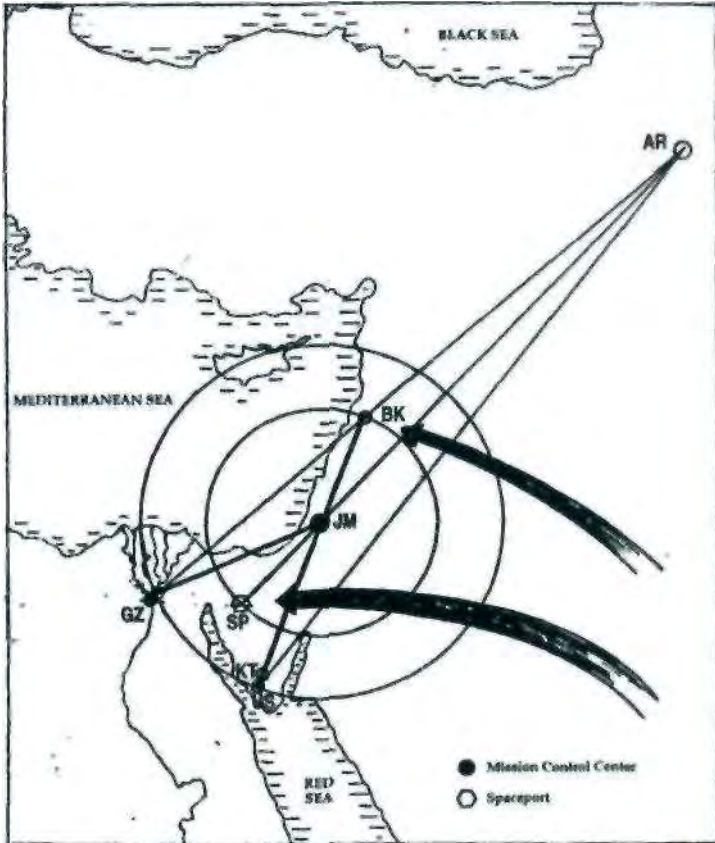 BLACK SEA
AR
MEDITERRANEAN SEA
BK
JM
GZ
SP
KT
RED
SEA
Mission Control Center
Spaceport